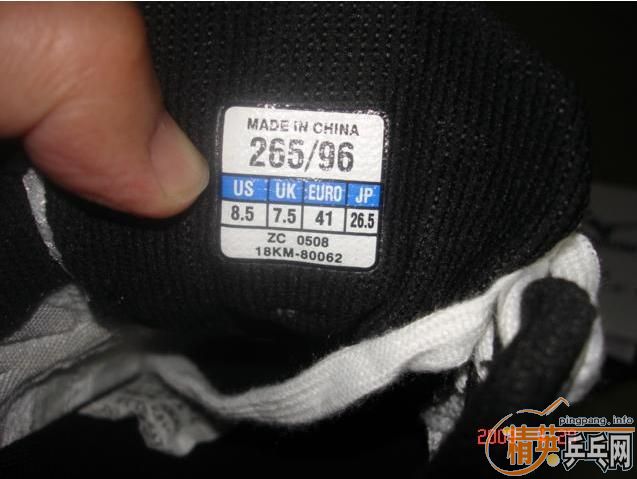 MADE IN CHINA
265/96
US UK EURO JP
8.5 7.5 41 26.5
ZC 0508
18KM-80062
pingpang.info
精英乒乓网